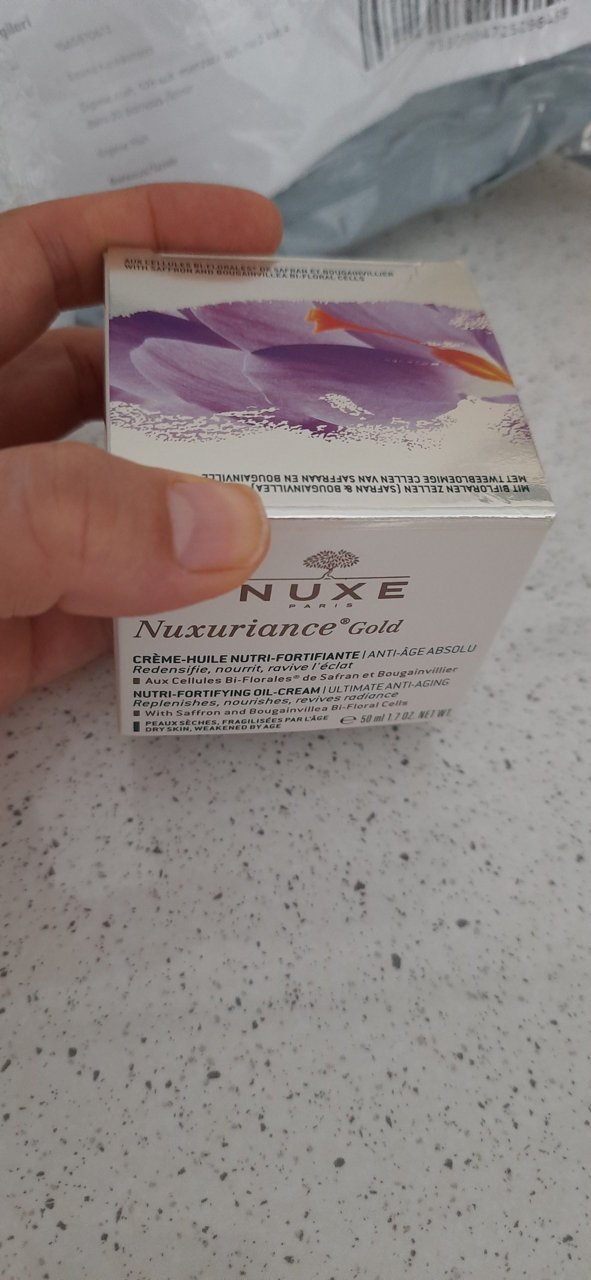 AUX CELLULES BI-FLORALES® DE SAFRAN ET BOUGAINVILLIER
WITH SAFFRON AND BOUGAINVILLEA BI-FLORAL CELLS
MIT BIFLORALEN ZELLEN (SAFRAN & BOUGAINVILLEA)
MET TWEEBLOEMIGE CELLEN VAN SAFFRAAN EN BOUGAINVILLE
NUXE
PARIS
Nuxuriance® Gold
CRÈME-HUILE NUTRI-FORTIFIANTE | ANTI-ÂGE ABSOLU
Redensifie, nourrit, ravive l'éclat
■ Aux Cellules Bi-Florales® de Safran et Bougainvillier
NUTRI-FORTIFYING OIL-CREAM | ULTIMATE ANTI-AGING
Replenishes, nourishes, revives radiance
■ With Saffron and Bougainvillea Bi-Floral Cells
PEAUX SÈCHES, FRAGILISÉES PAR L'ÂGE
DRY SKIN, WEAKENED BY AGE
℮ 50 ml 1.7 OZ. NET WT.